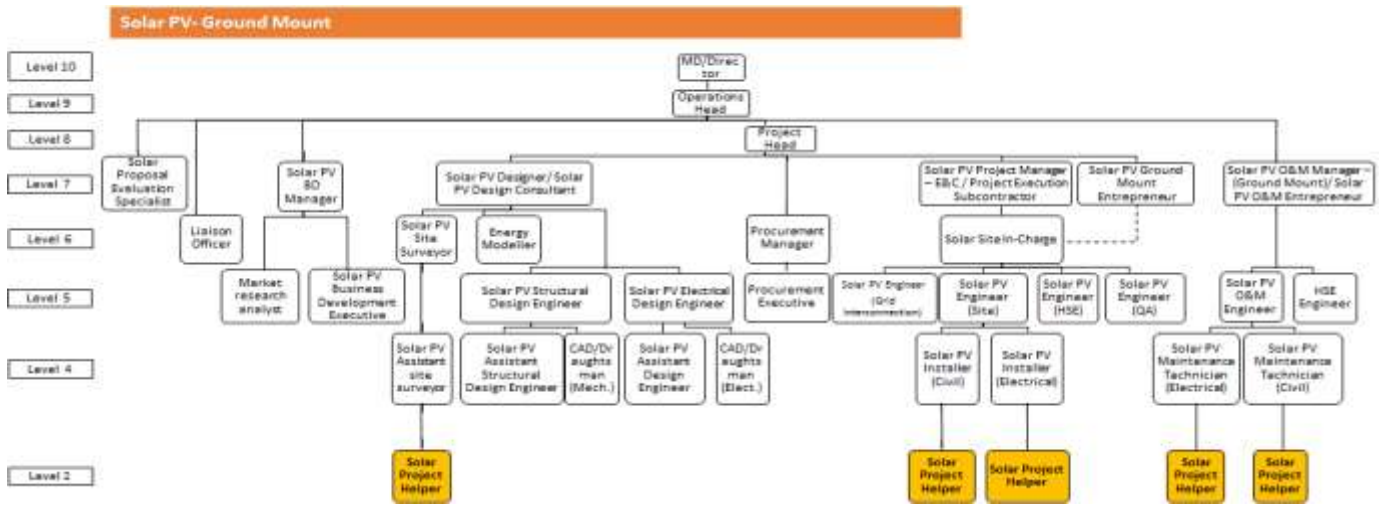 Solar PV- Ground Mount
Level 10
MD/Direc
tor
Level 9
Operations
Head
Level 8
Project
Head
Level 7
Solar
Proposal
Evaluation
Specialist
Solar PV
BD
Manager
Solar PV Designer/ Solar
PV Design Consultant
Solar PV Project Manager
– E&C / Project Execution
Subcontractor
Solar PV Ground
Mount
Entrepreneur
Solar PV O&M Manager –
(Ground Mount)/ Solar
PV O&M Entrepreneur
Level 6
Liaison
Officer
Solar PV
Site
Surveyor
Energy
Modeller
Procurement
Manager
Solar Site In-Charge
Level 5
Market
research
analyst
Solar PV
Business
Development
Executive
Solar PV Structural
Design Engineer
Solar PV Electrical
Design Engineer
Procurement
Executive
Solar PV Engineer
(Grid
Interconnection)
Solar PV
Engineer
(Site)
Solar PV
Engineer
(HSE)
Solar PV
Engineer
(QA)
Solar PV
O&M
Engineer
HSE
Engineer
Level 4
Solar PV
Assistant
site
surveyor
Solar PV
Assistant
Structural
Design Engineer
CAD/Dr
aughts
man
(Mech.)
Solar PV
Assistant
Design
Engineer
CAD/Dr
aughts
man
(Elect.)
Solar PV
Installer
(Civil)
Solar PV
Installer
(Electrical)
Solar PV
Maintenance
Technician
(Electrical)
Solar PV
Maintenance
Technician
(Civil)
Level 2
Solar
Project
Helper
Solar
Project
Helper
Solar Project
Helper
Solar
Project
Helper
Solar
Project
Helper